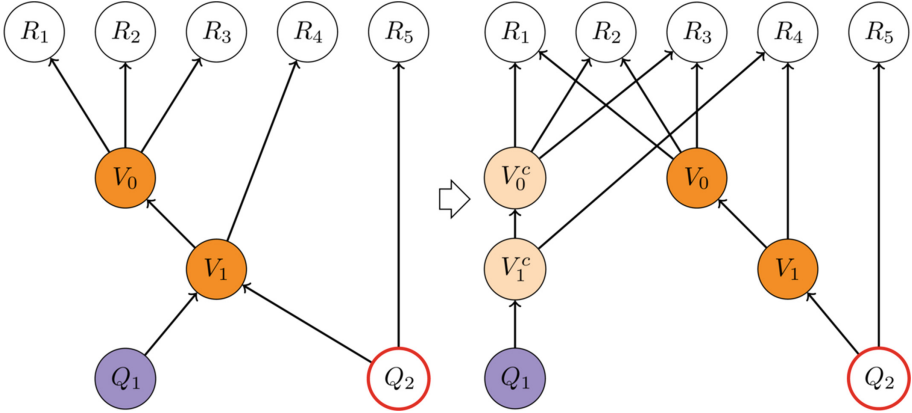 R₁ R₂ R₃ R₄ R₅ R₁ R₂ R₃ R₄ R₅
V₀ V₀ᶜ V₀
V₁ V₁ᶜ V₁
Q₁ Q₂ Q₁ Q₂